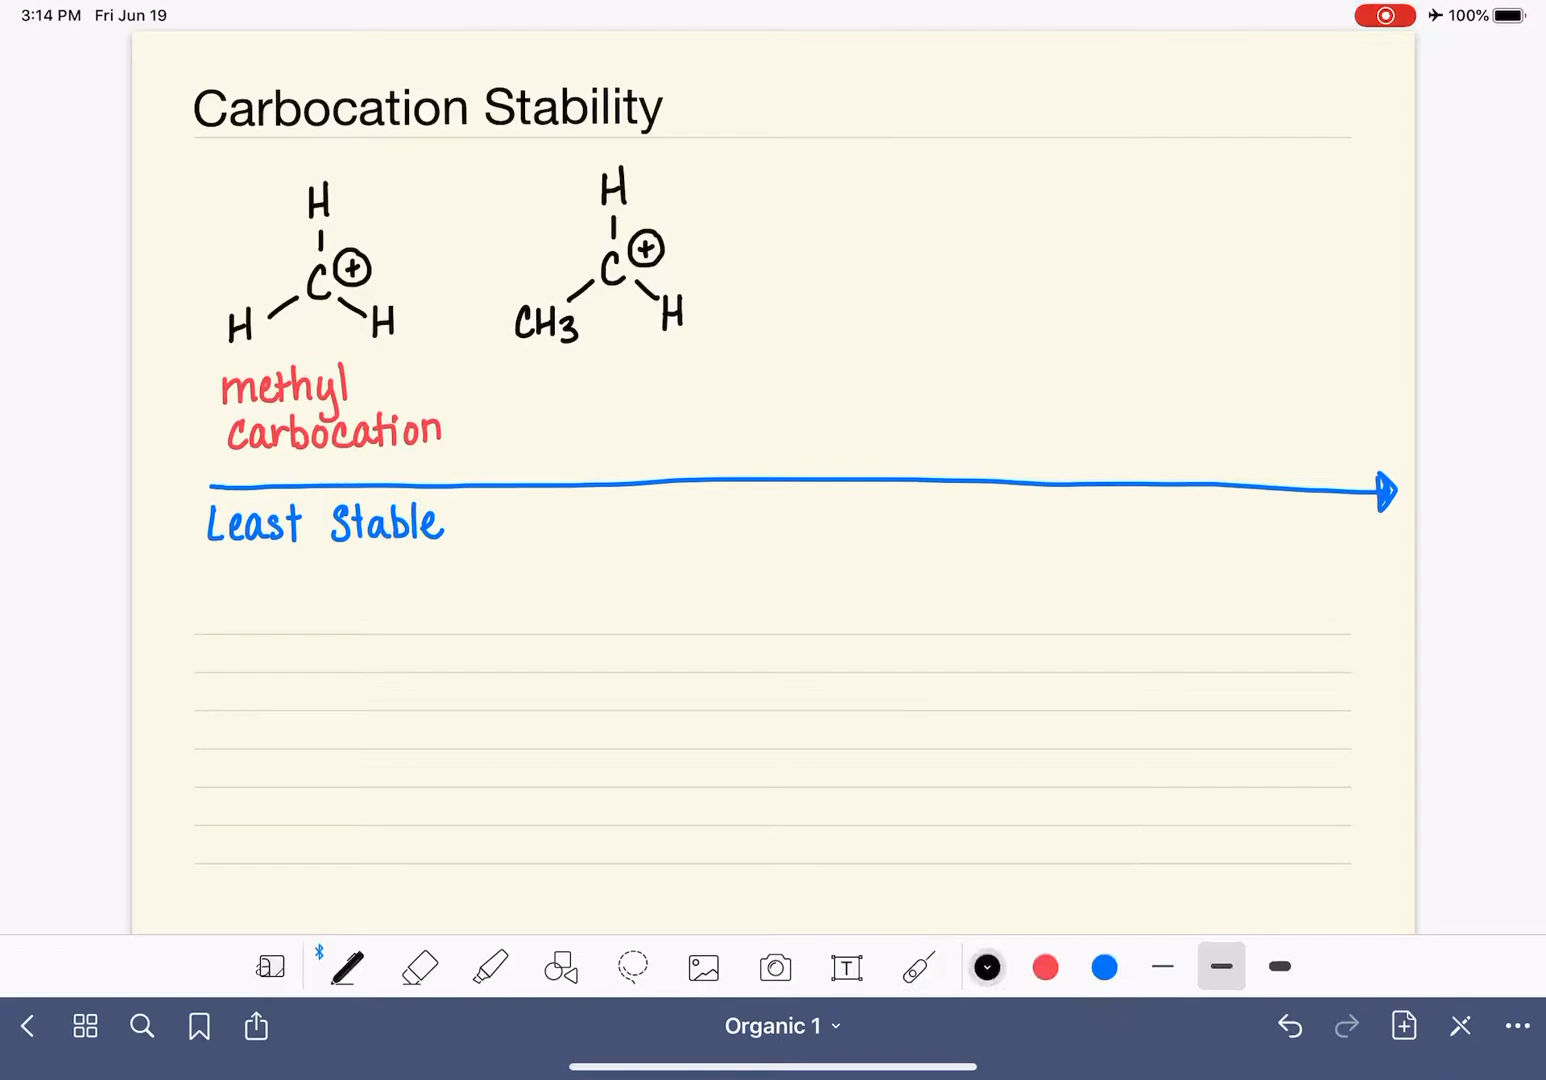 3:14 PM Fri Jun 19
100%
Carbocation Stability
H
C +
H H
H
C +
CH3 H
methyl
carbocation
Least Stable
T
Organic 1